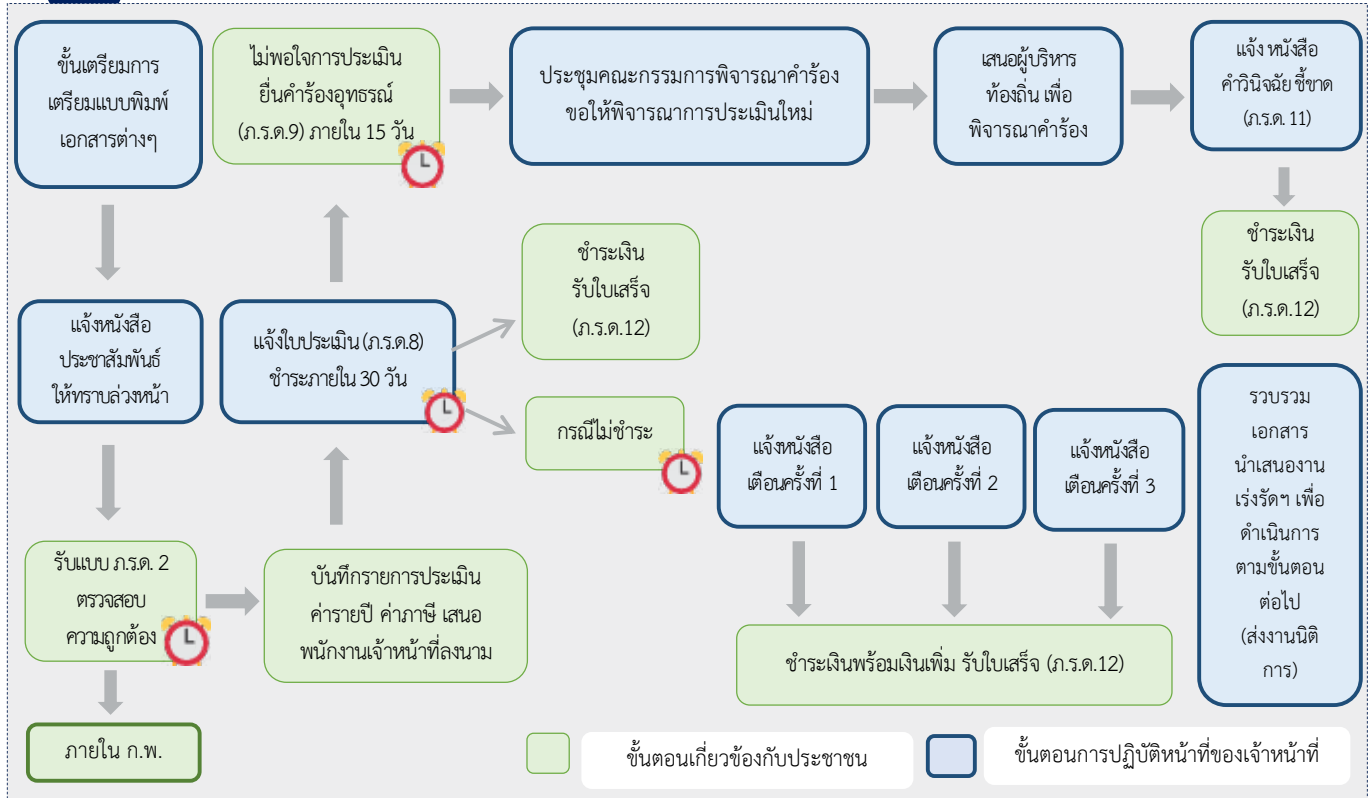 ขั้นเตรียมการ
เตรียมแบบพิมพ์
เอกสารต่างๆ
ไม่พอใจการประเมิน
ยื่นคำร้องอุทธรณ์
(ภ.ร.ด.9) ภายใน 15 วัน
ประชุมคณะกรรมการพิจารณาคำร้อง
ขอให้พิจารณาการประเมินใหม่
เสนอผู้บริหาร
ท้องถิ่น เพื่อ
พิจารณาคำร้อง
แจ้ง หนังสือ
คำวินิจฉัย ชี้ขาด
(ภ.ร.ด. 11)
ชำระเงิน
รับใบเสร็จ
(ภ.ร.ด.12)
แจ้งหนังสือ
ประชาสัมพันธ์
ให้ทราบล่วงหน้า
แจ้งใบประเมิน (ภ.ร.ด.8)
ชำระภายใน 30 วัน
ชำระเงิน
รับใบเสร็จ
(ภ.ร.ด.12)
กรณีไม่ชำระ
แจ้งหนังสือ
เตือนครั้งที่ 1
แจ้งหนังสือ
เตือนครั้งที่ 2
แจ้งหนังสือ
เตือนครั้งที่ 3
รวบรวม
เอกสาร
นำเสนองาน
เร่งรัดฯ เพื่อ
ดำเนินการ
ตามขั้นตอน
ต่อไป
(ส่งงานนิติ
การ)
รับแบบ ภ.ร.ด. 2
ตรวจสอบ
ความถูกต้อง
บันทึกรายการประเมิน
ค่ารายปี ค่าภาษี เสนอ
พนักงานเจ้าหน้าที่ลงนาม
ชำระเงินพร้อมเงินเพิ่ม รับใบเสร็จ (ภ.ร.ด.12)
ภายใน ก.พ.
ขั้นตอนเกี่ยวข้องกับประชาชน
ขั้นตอนการปฏิบัติหน้าที่ของเจ้าหน้าที่